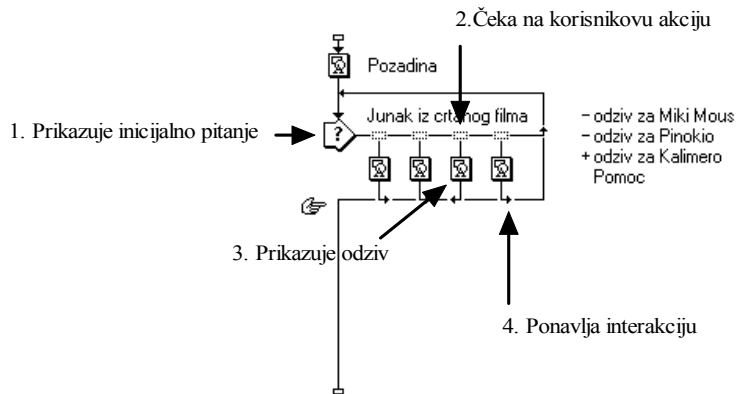 2.Čeka na korisnikovu akciju
Pozadina
1. Prikazuje inicijalno pitanje
?
Junak iz crtanog filma
- odziv za Miki Mous
- odziv za Pinokio
+ odziv za Kalimero
Pomoc
3. Prikazuje odziv
4. Ponavlja interakciju